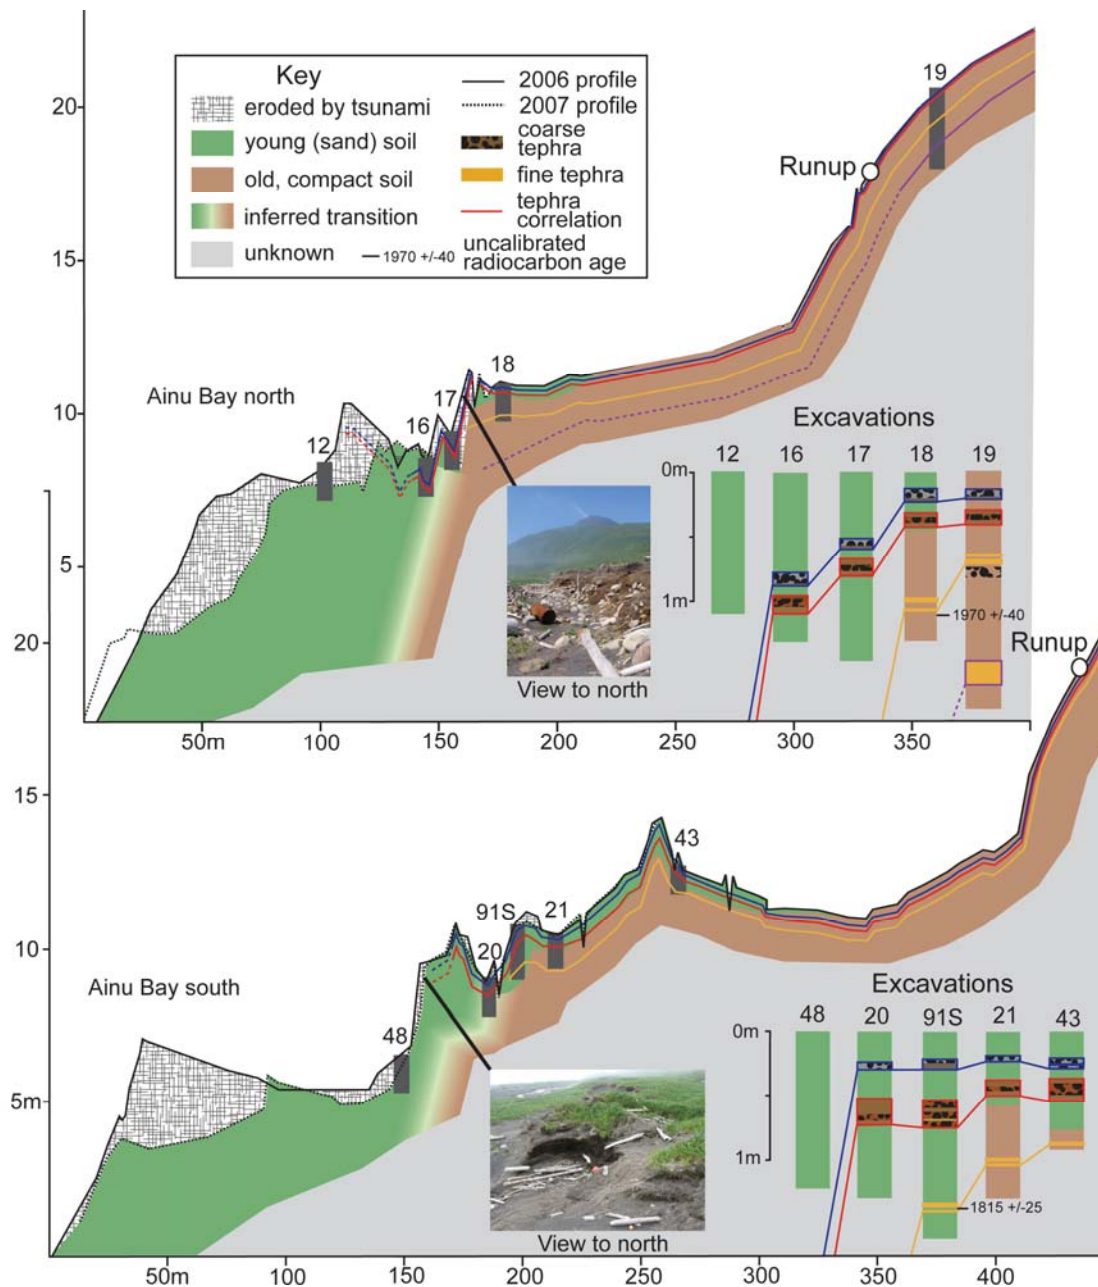 Key
eroded by tsunami
young (sand) soil
old, compact soil
inferred transition
unknown
1970 +/-40
2006 profile
2007 profile
coarse
tephra
fine tephra
tephra
correlation
uncalibrated
radiocarbon age
20
15
10
5
Ainu Bay north
12
16
17
18
19
Runup
Excavations
12
16
17
18
19
0m
1m
1970 +/-40
View to north
50m
100
150
200
250
300
350
20
15
10
5m
Ainu Bay south
48
20
91S
21
43
Runup
Excavations
48
20
91S
21
43
0m
1m
1815 +/-25
View to north
50m
100
150
200
250
300
350
400